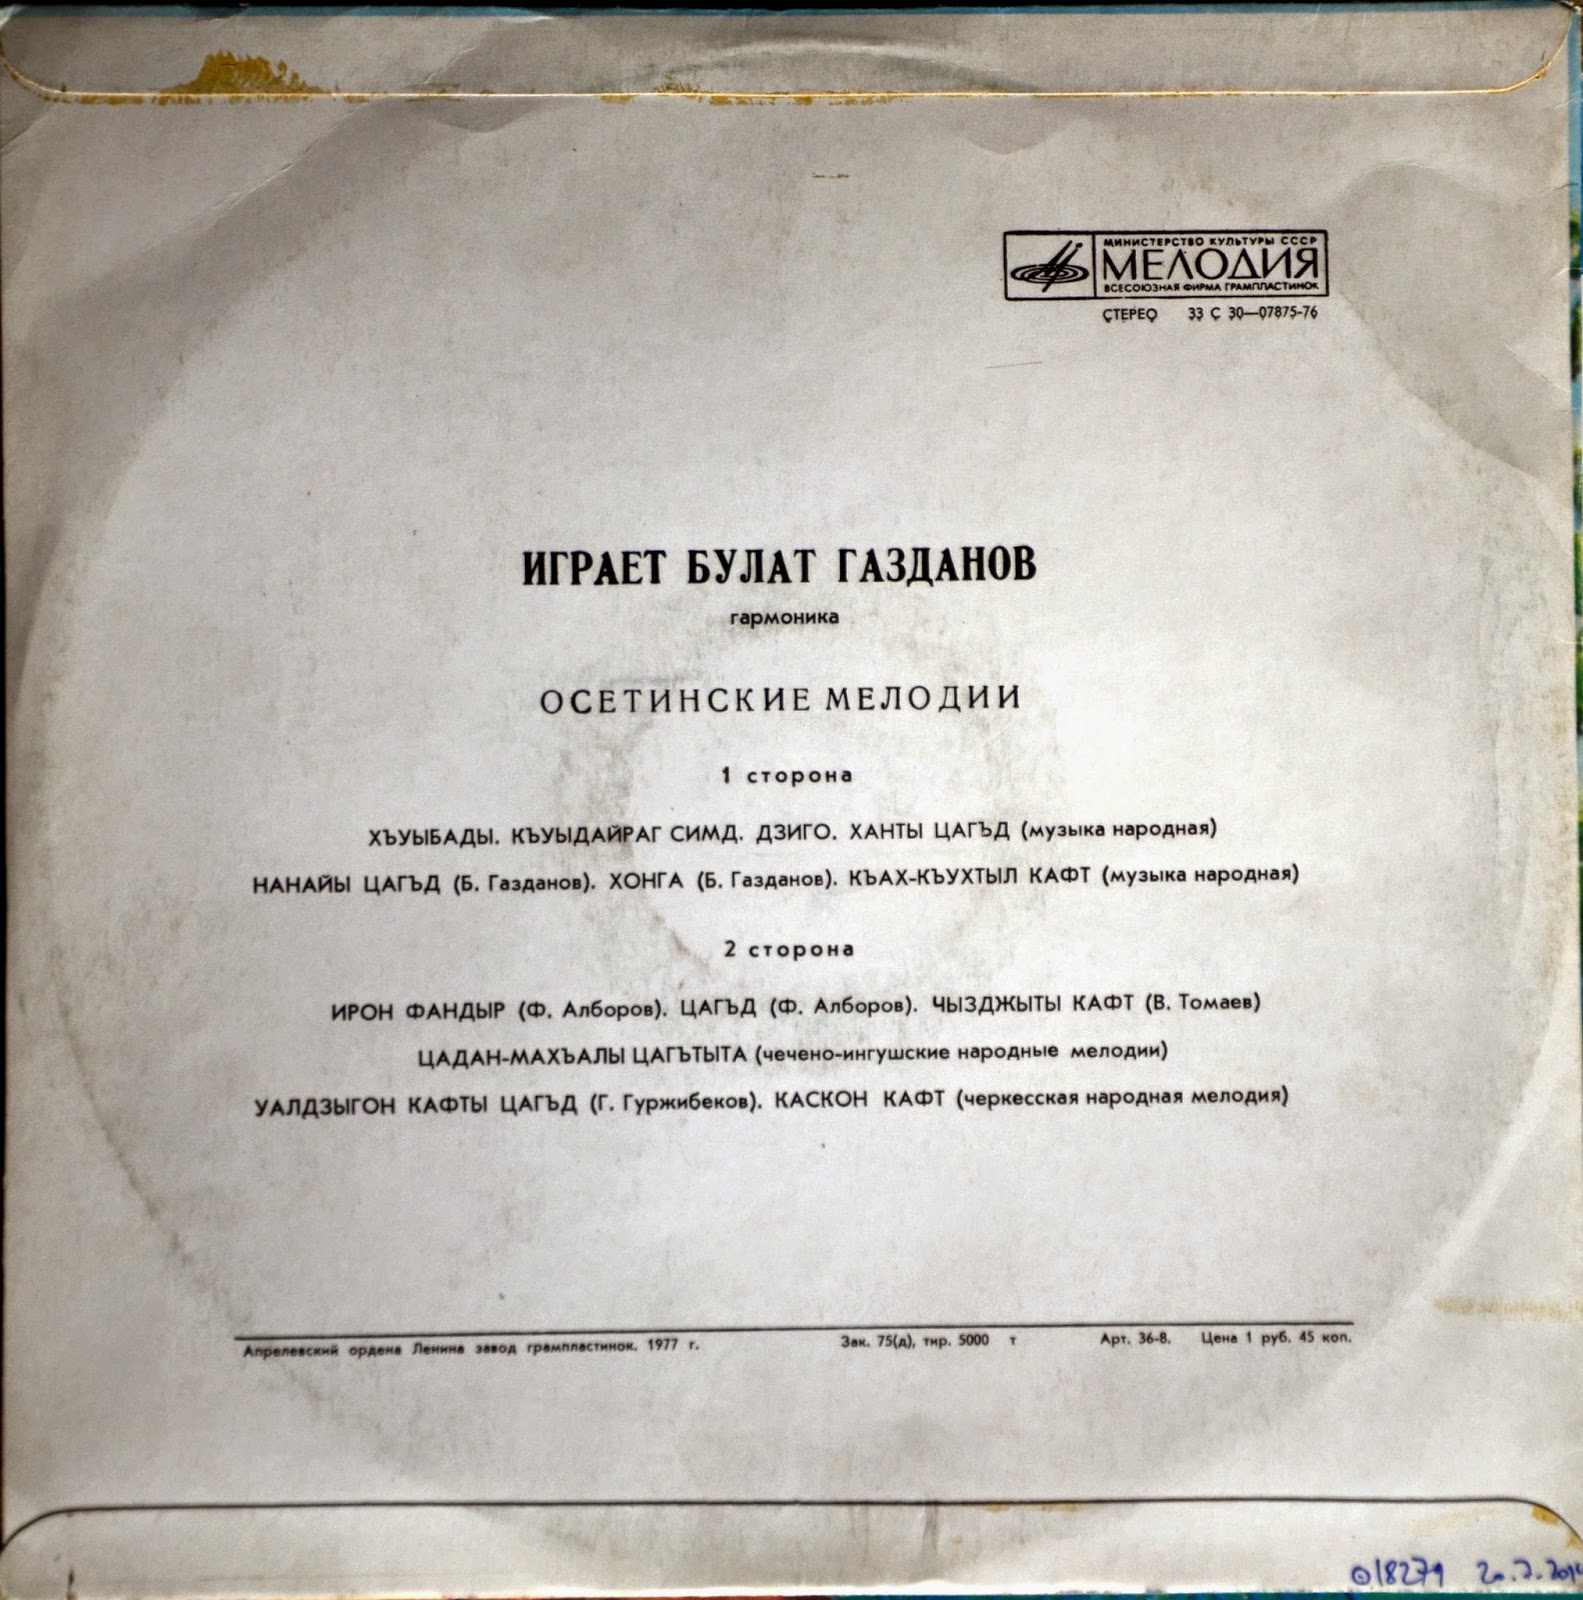 МИНИСТЕРСТВО КУЛЬТУРЫ СССР
МЕЛОДИЯ
ВСЕСОЮЗНАЯ ФИРМА ГРАМПЛАСТИНОК
СТЕРЕО 33 С 30—07875-76
ИГРАЕТ БУЛАТ ГАЗДАНОВ
гармоника
ОСЕТИНСКИЕ МЕЛОДИИ
1 сторона
ХЪУЫБАДЫ. КЪУЫДАЙРАГ СИМД. ДЗИГО. ХАНТЫ ЦАГЪД (музыка народная)
НАНАЙЫ ЦАГЪД (Б. Газданов). ХОНГА (Б. Газданов). КЪАХ-КЪУХТЫЛ КАФТ (музыка народная)
2 сторона
ИРОН ФАНДЫР (Ф. Алборов). ЦАГЪД (Ф. Алборов). ЧЫЗДЖЫТЫ КАФТ (В. Томаев)
ЦАДАН-МАХЪАЛЫ ЦАГЪТЫТА (чечено-ингушские народные мелодии)
УАЛДЗЫГОН КАФТЫ ЦАГЪД (Г. Гуржибеков). КАСКОН КАФТ (черкесская народная мелодия)
Апрелевский ордена Ленина завод грампластинок. 1977 г. Зак. 75(д), тир. 5000 т Арт. 36-8. Цена 1 руб. 45 коп.
018279